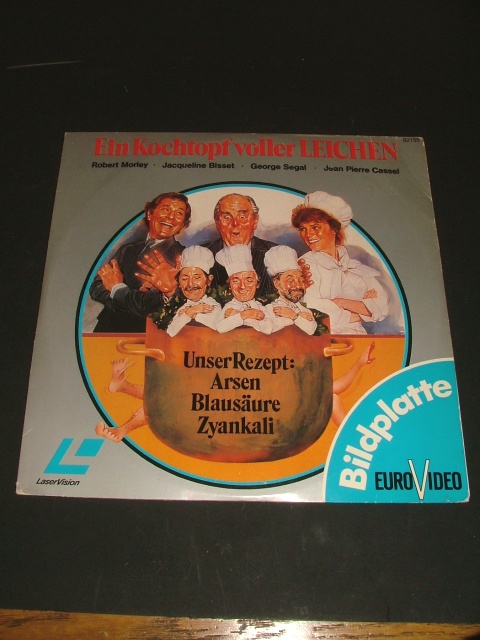 82155
Ein Kochtopf voller LEICHEN
Robert Morley · Jacqueline Bisset · George Segal · Jean Pierre Cassel
Unser Rezept:
Arsen
Blausäure
Zyankali
Bildplatte
EUROVIDEO
LaserVision